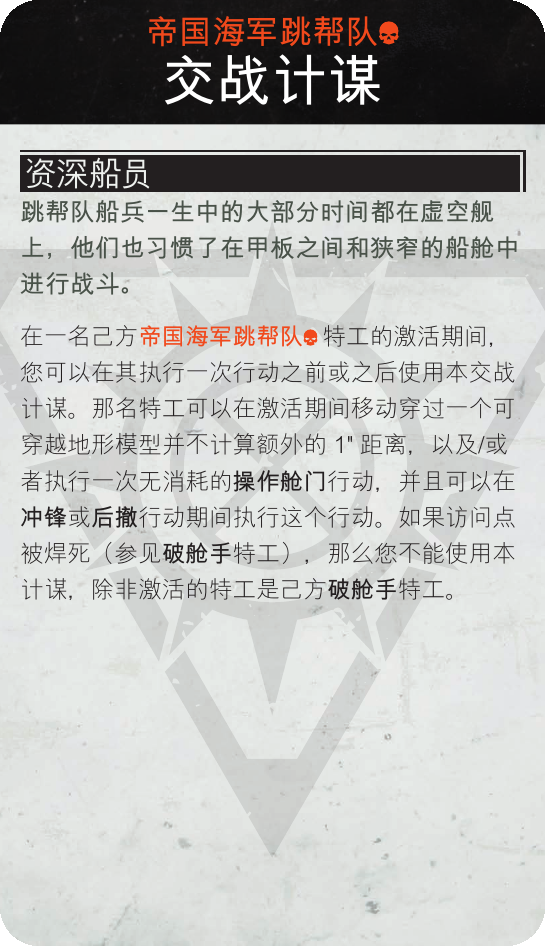 帝国海军跳帮队
交战计谋
资深船员
跳帮队船兵一生中的大部分时间都在虚空舰
上，他们也习惯了在甲板之间和狭窄的船舱中
进行战斗。
在一名己方帝国海军跳帮队特工的激活期间，
您可以在其执行一次行动之前或之后使用本交战
计谋。那名特工可以在激活期间移动穿过一个可
穿越地形模型并不计算额外的 1" 距离，以及/或
者执行一次无消耗的操作舱门行动，并且可以在
冲锋或后撤行动期间执行这个行动。如果访问点
被焊死（参见破舱手特工），那么您不能使用本
计谋，除非激活的特工是己方破舱手特工。